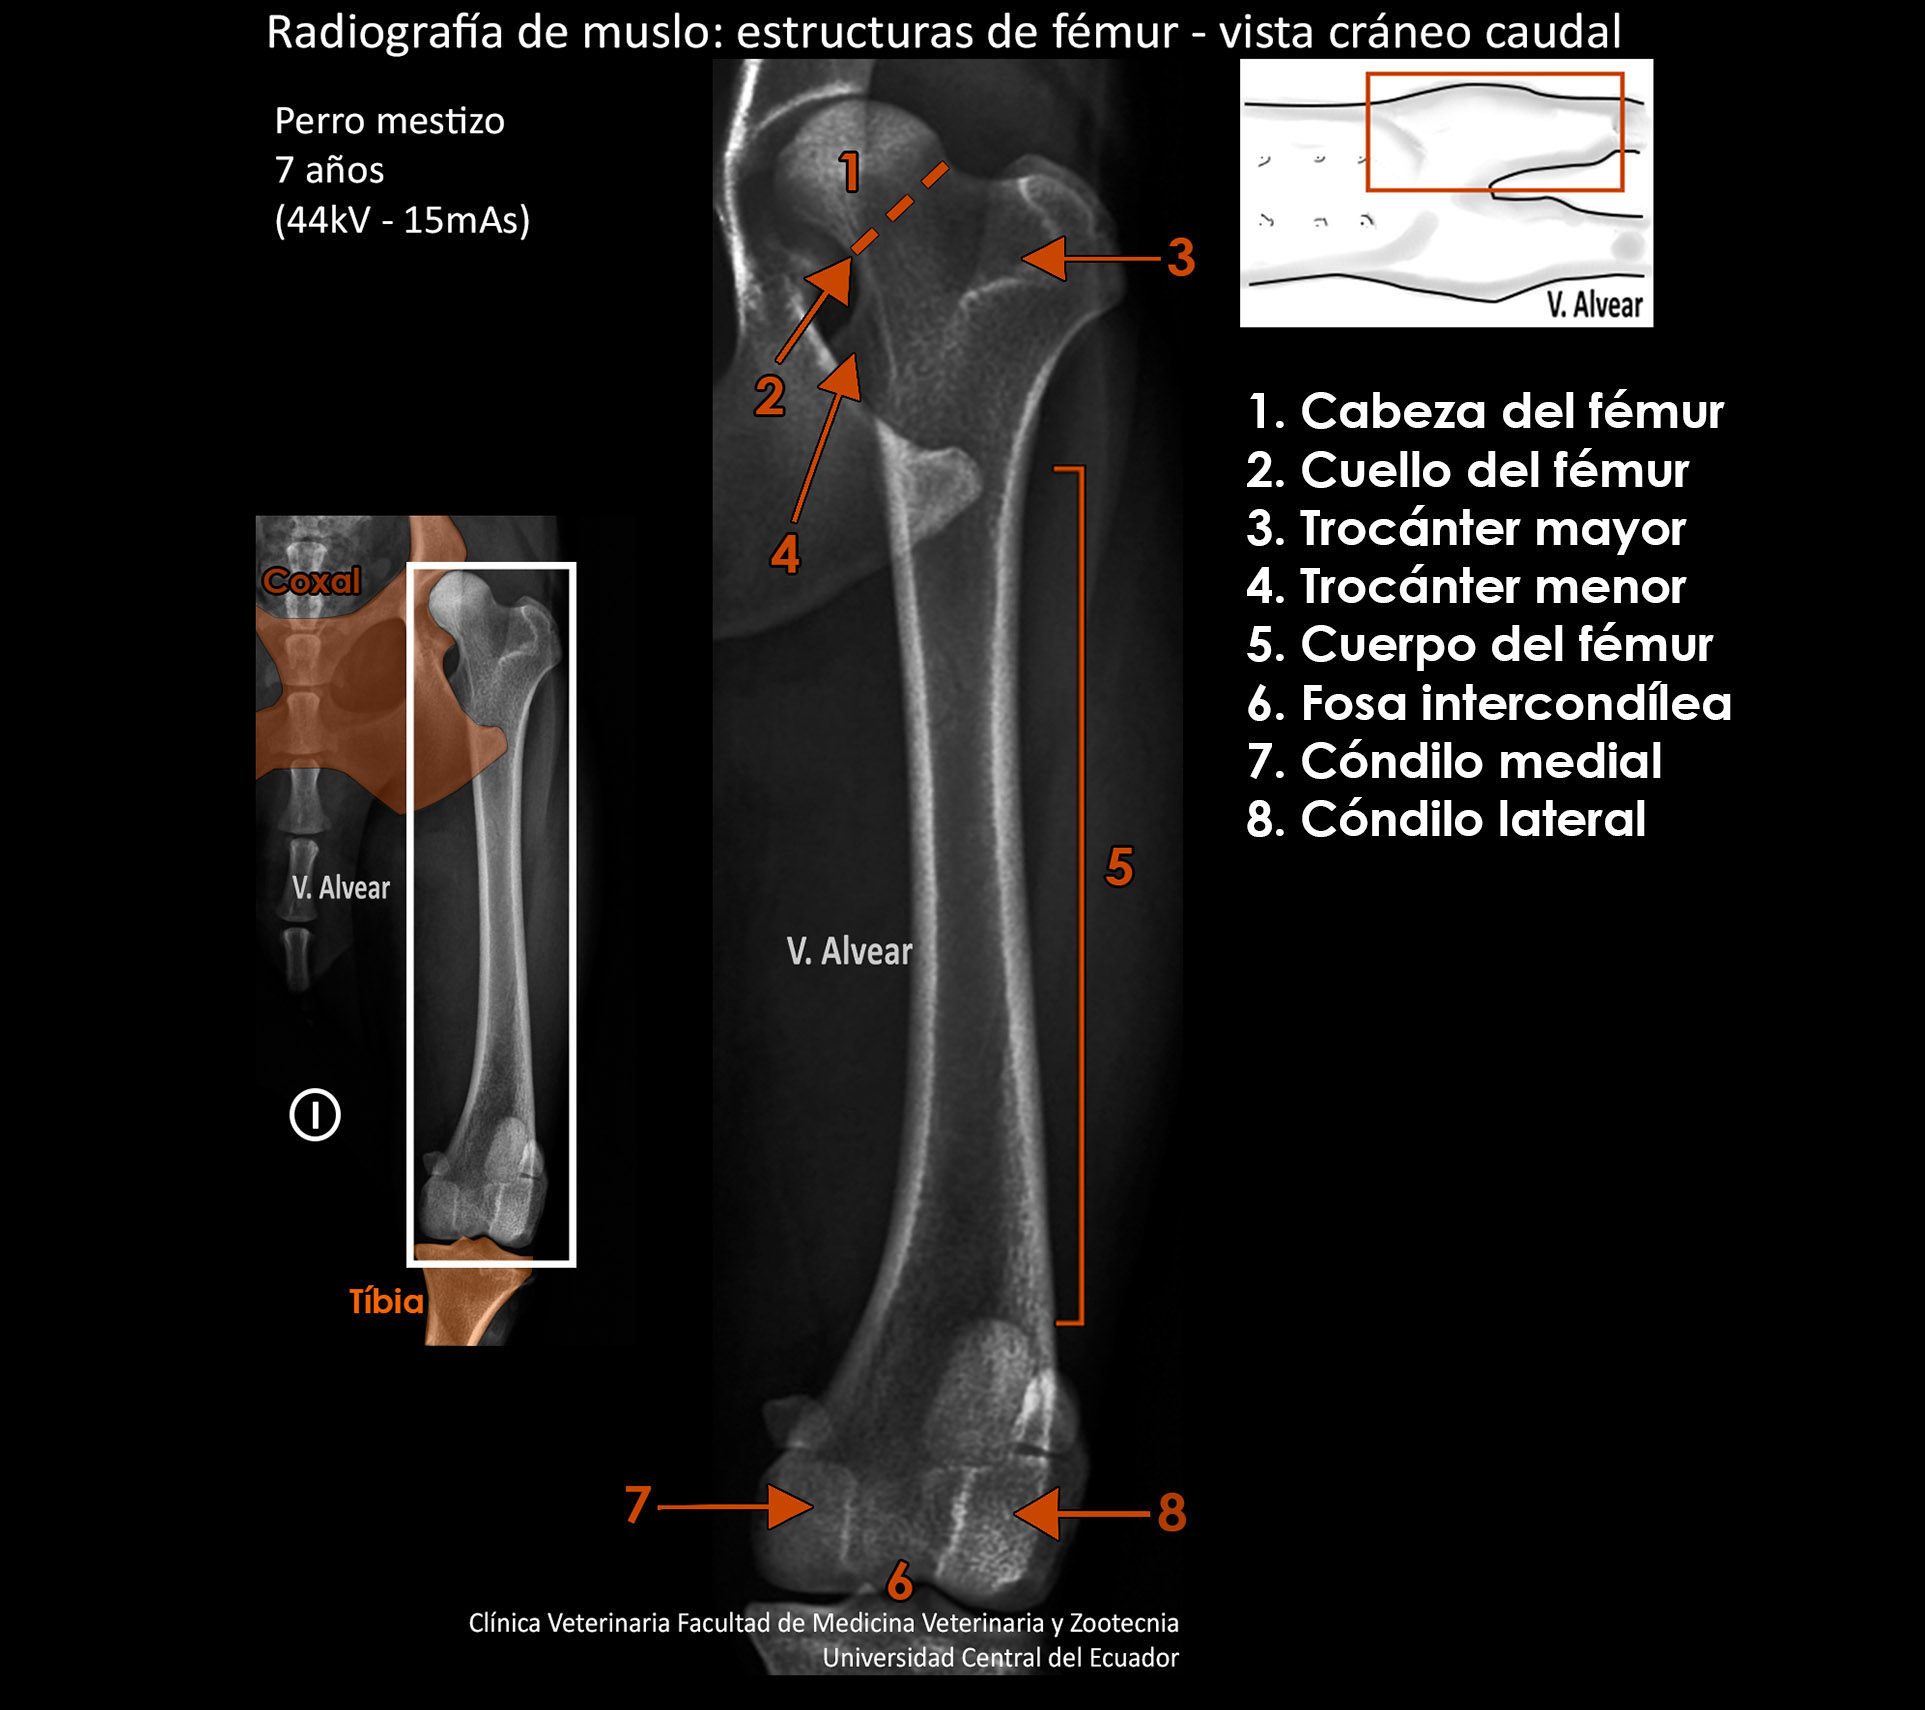 Radiografía de muslo: estructuras de fémur - vista cráneo caudal
Perro mestizo
7 años
(44kV - 15mAs)
V. Alvear
1
2
3
4
5
6
7
8
1. Cabeza del fémur
2. Cuello del fémur
3. Trocánter mayor
4. Trocánter menor
5. Cuerpo del fémur
6. Fosa intercondílea
7. Cóndilo medial
8. Cóndilo lateral
Coxal
V. Alvear
I
Tíbia
V. Alvear
Clínica Veterinaria Facultad de Medicina Veterinaria y Zootecnia
Universidad Central del Ecuador